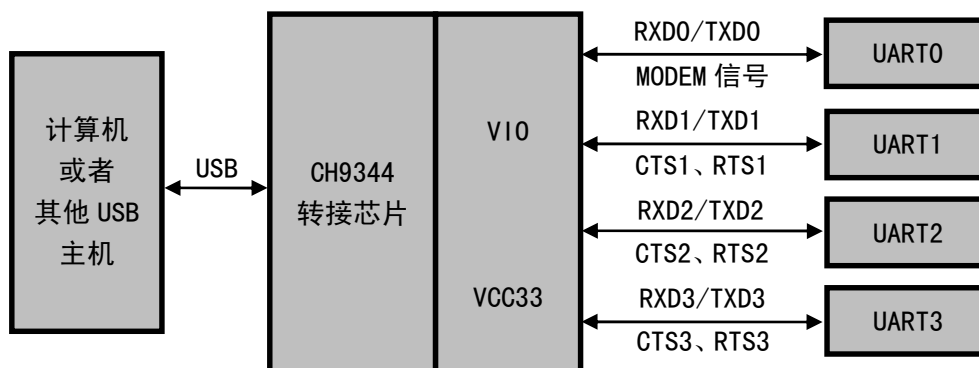 计算机
或者
其他 USB
主机
USB
CH9344
转接芯片
VIO
VCC33
RXD0/TXD0
MODEM 信号
UART0
RXD1/TXD1
CTS1、RTS1
UART1
RXD2/TXD2
CTS2、RTS2
UART2
RXD3/TXD3
CTS3、RTS3
UART3